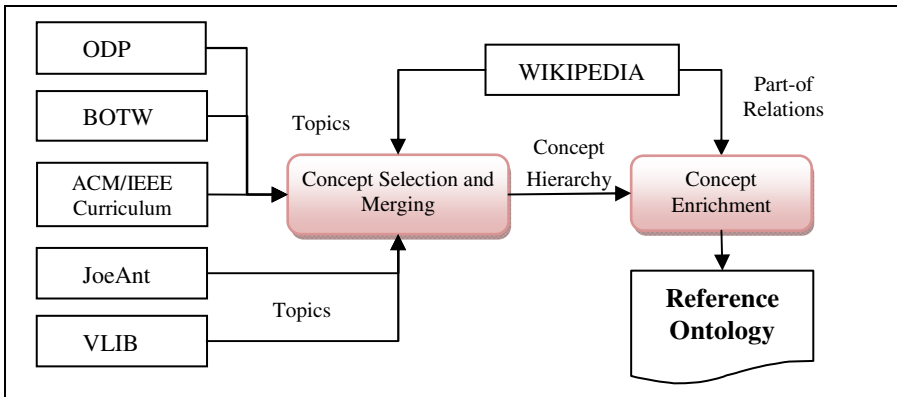 ODP
BOTW
ACM/IEEE
Curriculum
JoeAnt
VLIB
Topics
Topics
WIKIPEDIA
Concept Selection and
Merging
Concept
Hierarchy
Part-of
Relations
Concept
Enrichment
Reference
Ontology